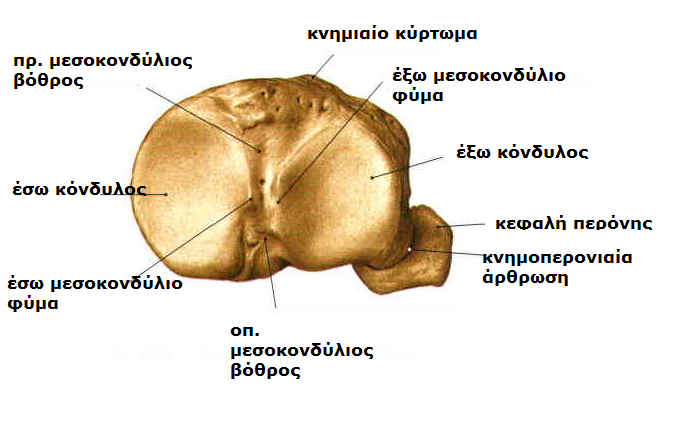 κνημιαίο κύρτωμα
πρ. μεσοκονδύλιος
βόθρος
έξω μεσοκονδύλιο
φύμα
έξω κόνδυλος
έσω κόνδυλος
κεφαλή περόνης
κνημοπερονιαία
άρθρωση
έσω μεσοκονδύλιο
φύμα
οπ.
μεσοκονδύλιος
βόθρος